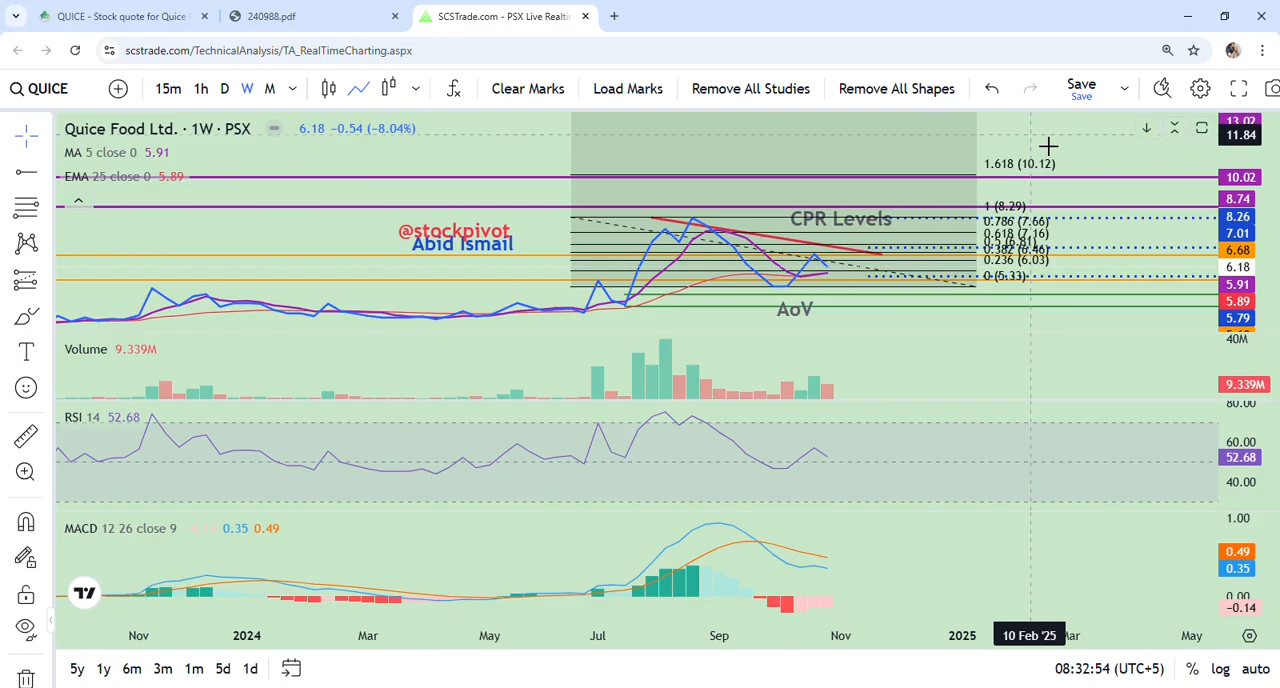 QUICE - Stock quote for Quice
240988.pdf
SCSTrade.com - PSX Live Realti
scstrade.com/TechnicalAnalysis/TA_RealTimeCharting.aspx
QUICE 15m 1h D W M Clear Marks Load Marks Remove All Studies Remove All Shapes Save
Save
Quice Food Ltd. · 1W · PSX 6.18 −0.54 (−8.04%)
MA 5 close 0 5.91
EMA 25 close 0 5.89
@stockpivot
Abid Ismail
CPR Levels
AoV
1.618 (10.12)
1 (8.29)
0.786 (7.66)
0.618 (7.16)
0.5 (6.81)
0.382 (6.46)
0.236 (6.03)
0 (5.33)
13.02
11.84
10.02
8.74
8.26
7.01
6.68
6.18
5.91
5.89
5.79
40M
Volume 9.339M
9.339M
RSI 14 52.68
80.00
60.00
52.68
40.00
MACD 12 26 close 9 0.35 0.49
1.00
0.49
0.35
0.00
−0.14
Nov 2024 Mar May Jul Sep Nov 2025 10 Feb '25 Mar May
5y 1y 6m 3m 1m 5d 1d 08:32:54 (UTC+5) % log auto